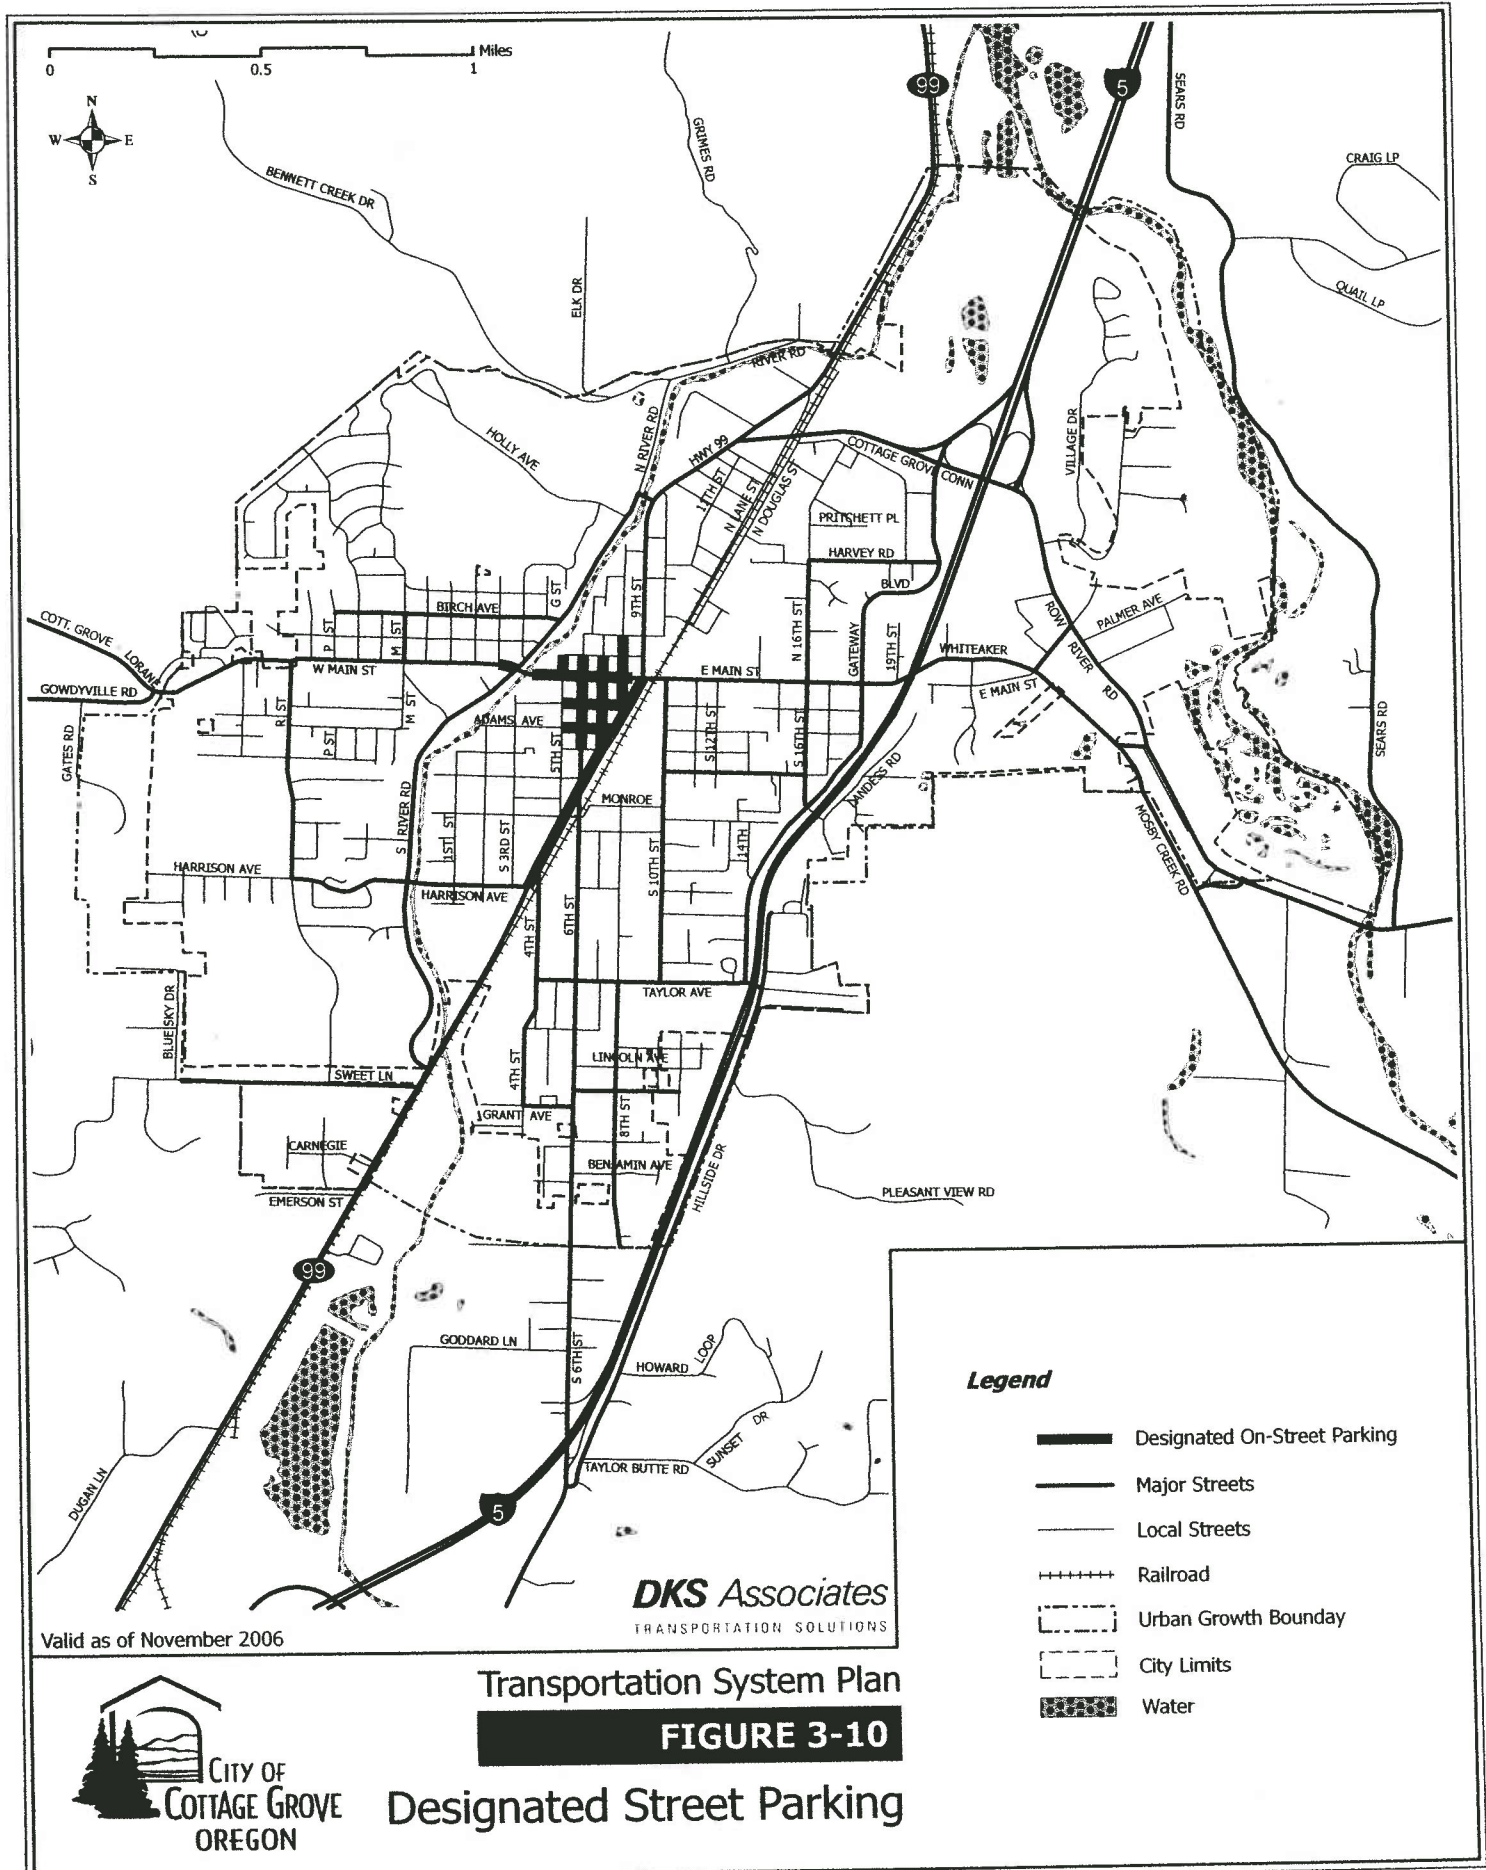 Miles
0 0.5 1
N
W E
S
99
5
SEARS RD
CRAIG LP
QUAIL LP
GRIMES RD
BENNETT CREEK DR
ELK DR
RIVER RD
N RIVER RD
HOLLY AVE
HWY 99
COTTAGE GROVE CONN
VILLAGE DR
11TH ST
N LANE ST
N DOUGLAS ST
PRITCHETT PL
HARVEY RD
BLVD
G ST
9TH ST
BIRCH AVE
N 16TH ST
GATEWAY
19TH ST
ROW
RIVER
RD
PALMER AVE
COTT. GROVE
LORANE
P ST
M ST
W MAIN ST
E MAIN ST
WHITEAKER
E MAIN ST
GOWDYVILLE RD
R ST
P ST
M ST
ADAMS AVE
5TH ST
S 12TH ST
S 16TH ST
GATES RD
SEARS RD
LANDESS RD
MONROE
S RIVER RD
1ST ST
S 3RD ST
14TH
MOSBY CREEK RD
S 10TH ST
HARRISON AVE
HARRISON AVE
6TH ST
4TH ST
TAYLOR AVE
BLUE SKY DR
LINCOLN AVE
4TH ST
SWEET LN
GRANT AVE
8TH ST
CARNEGIE
BENJAMIN AVE
HILLSIDE DR
PLEASANT VIEW RD
EMERSON ST
99
GODDARD LN
S 6TH ST
HOWARD LOOP
SUNSET DR
TAYLOR BUTTE RD
DUGAN LN
5
Legend
Designated On-Street Parking
Major Streets
Local Streets
Railroad
Urban Growth Bounday
City Limits
Water
DKS Associates
TRANSPORTATION SOLUTIONS
Valid as of November 2006
Transportation System Plan
FIGURE 3-10
Designated Street Parking
CITY OF
COTTAGE GROVE
OREGON